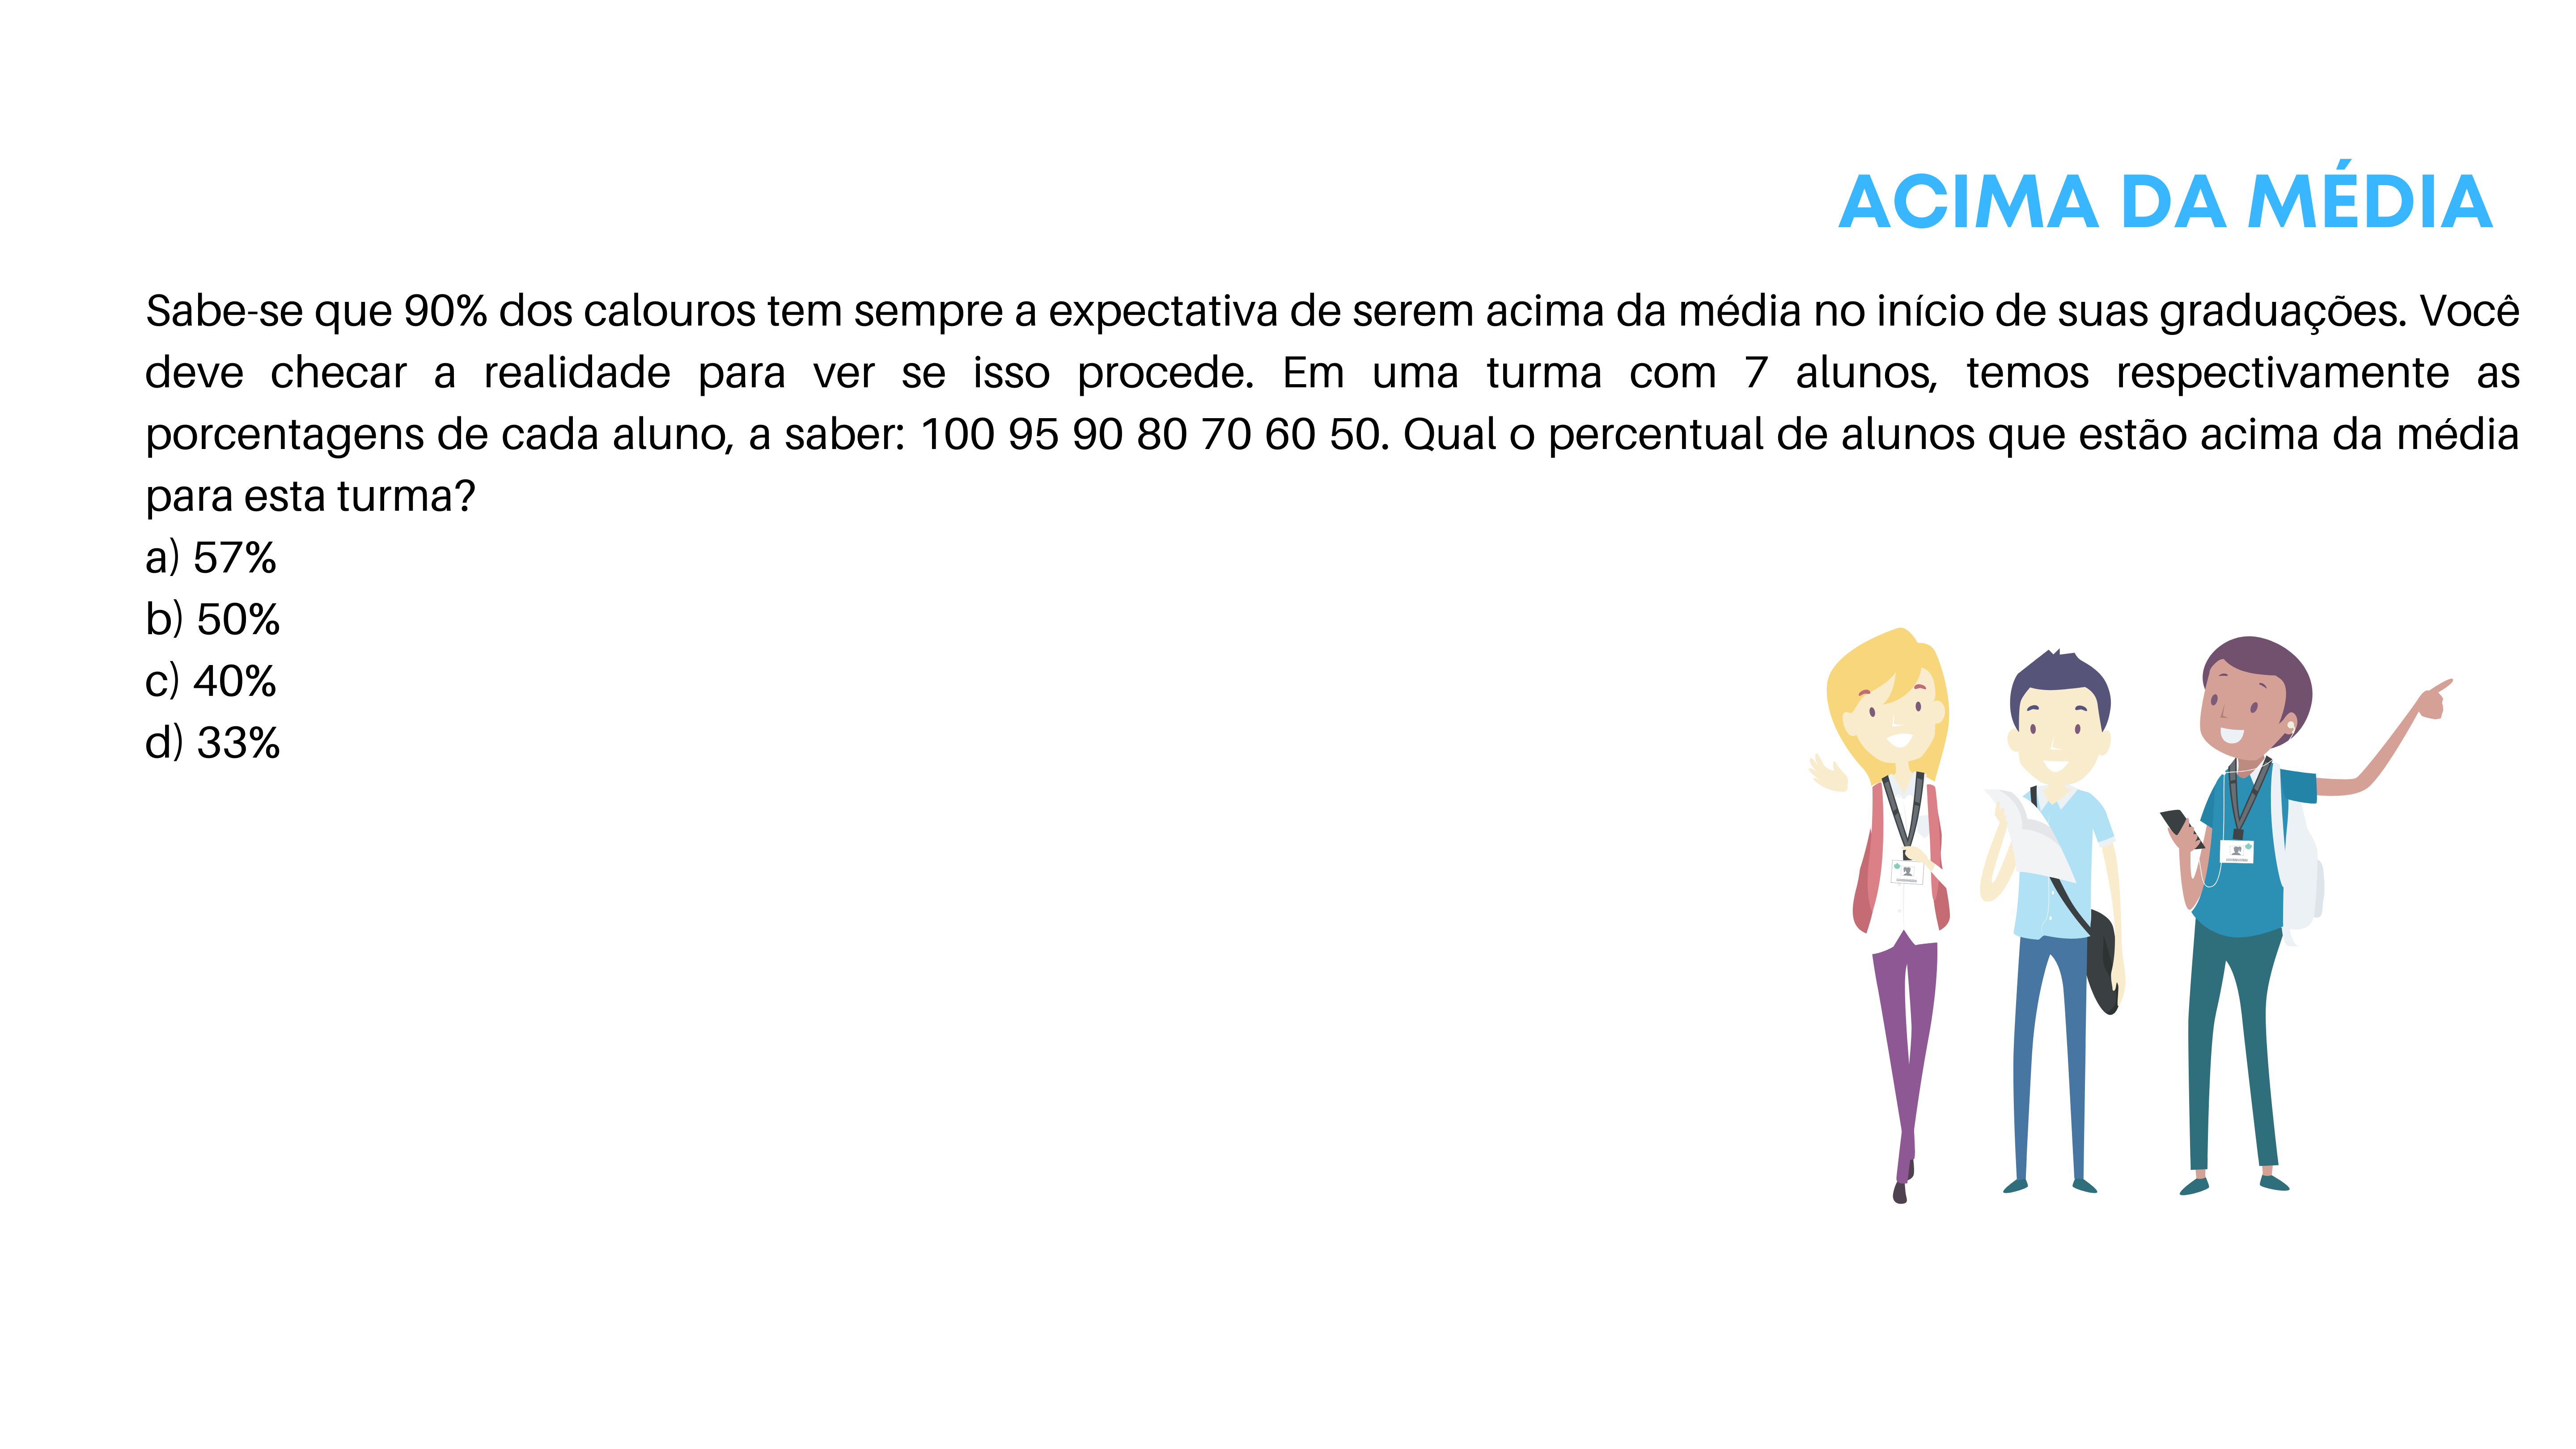 ACIMA DA MÉDIA
Sabe-se que 90% dos calouros tem sempre a expectativa de serem acima da média no início de suas graduações. Você
deve checar a realidade para ver se isso procede. Em uma turma com 7 alunos, temos respectivamente as
porcentagens de cada aluno, a saber: 100 95 90 80 70 60 50. Qual o percentual de alunos que estão acima da média
para esta turma?
a) 57%
b) 50%
c) 40%
d) 33%